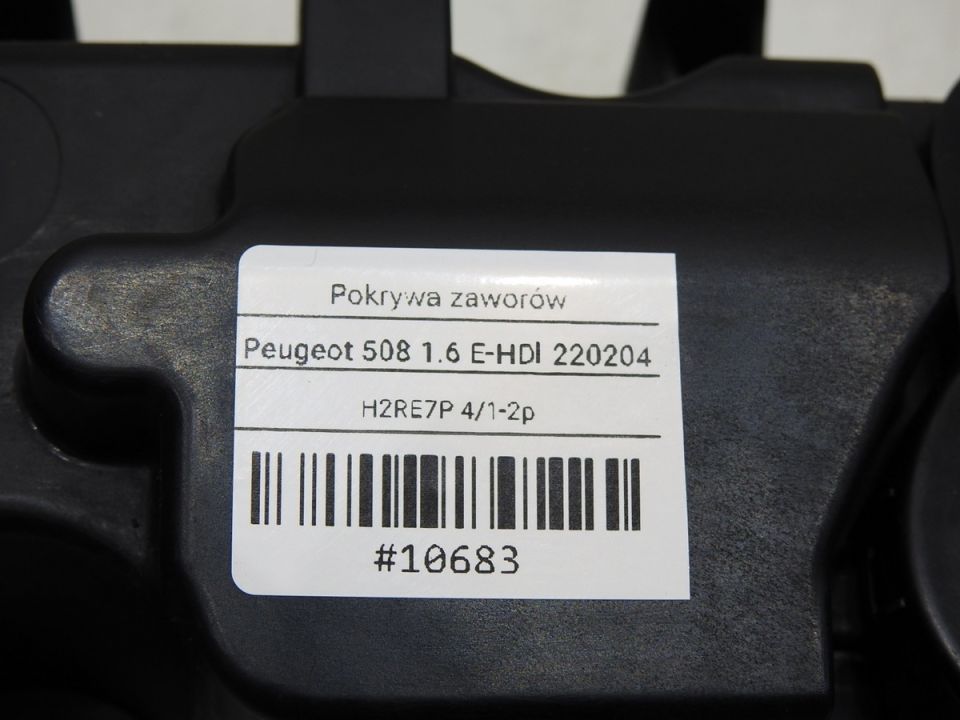 Pokrywa zaworów
Peugeot 508 1.6 E-HDI 220204
H2RE7P 4/1-2p
#10683